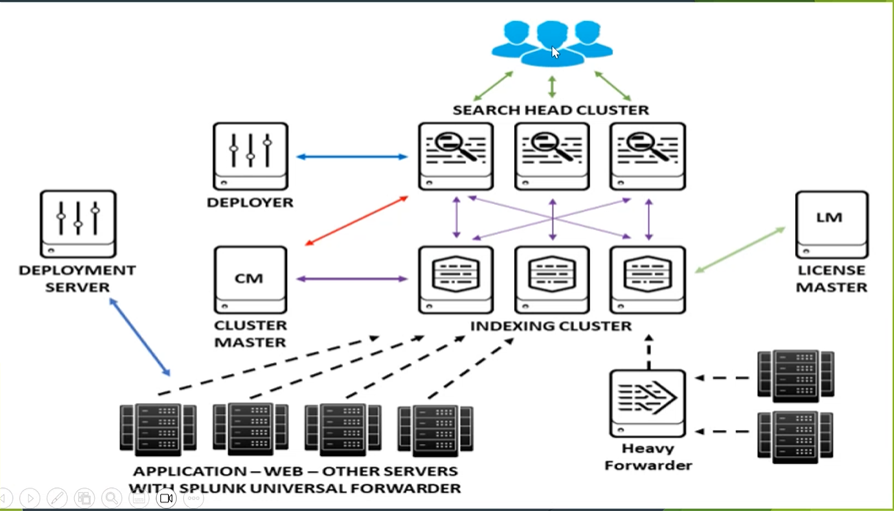 SEARCH HEAD CLUSTER
DEPLOYER
DEPLOYMENT
SERVER
CM
CLUSTER
MASTER
INDEXING CLUSTER
LM
LICENSE
MASTER
APPLICATION – WEB – OTHER SERVERS
WITH SPLUNK UNIVERSAL FORWARDER
Heavy
Forwarder